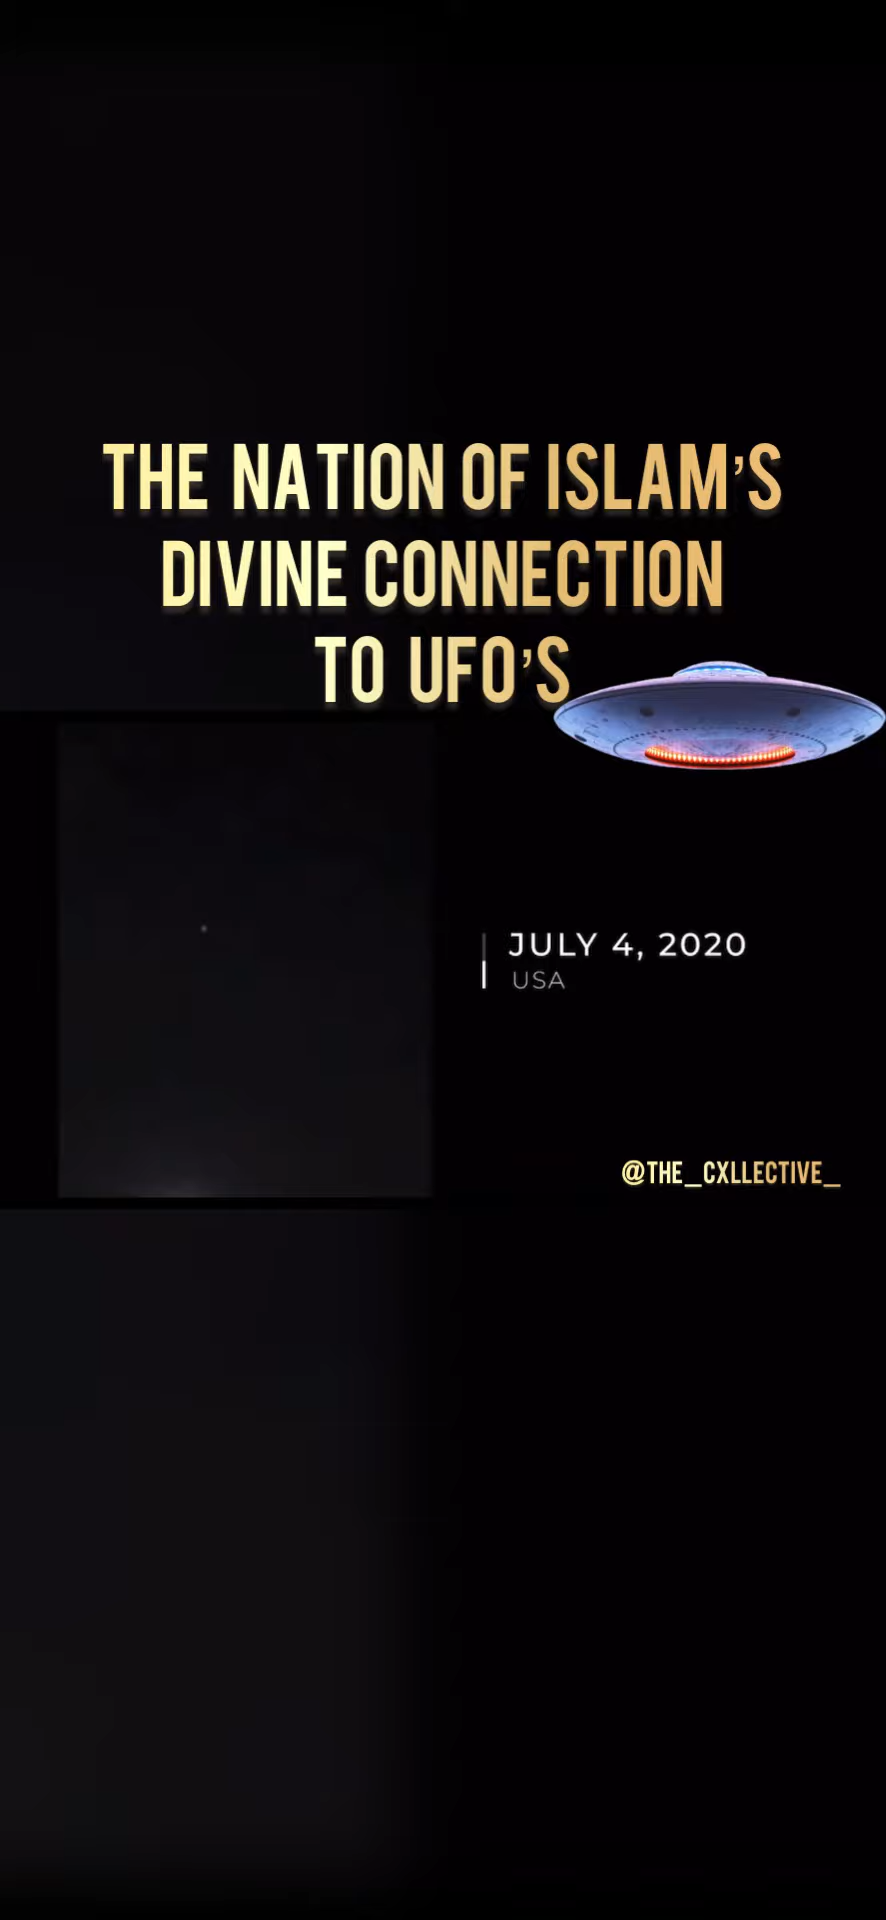 THE NATION OF ISLAM’S
DIVINE CONNECTION
TO UFO’S
JULY 4, 2020
USA
@THE_CXLLECTIVE_